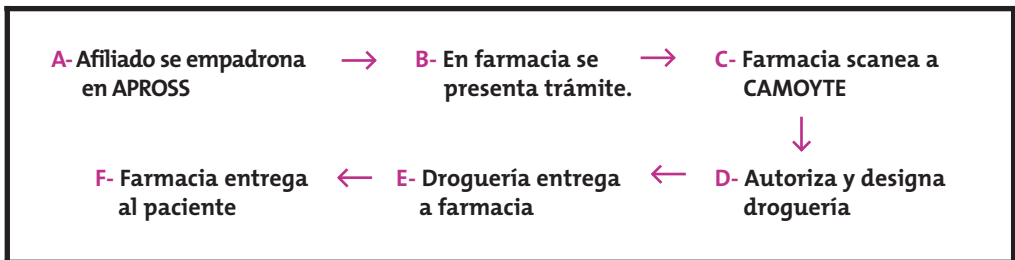 A- Afiliado se empadrona
en APROSS
B- En farmacia se
presenta trámite.
C- Farmacia scanea a
CAMOYTE
D- Autoriza y designa
droguería
E- Droguería entrega
a farmacia
F- Farmacia entrega
al paciente